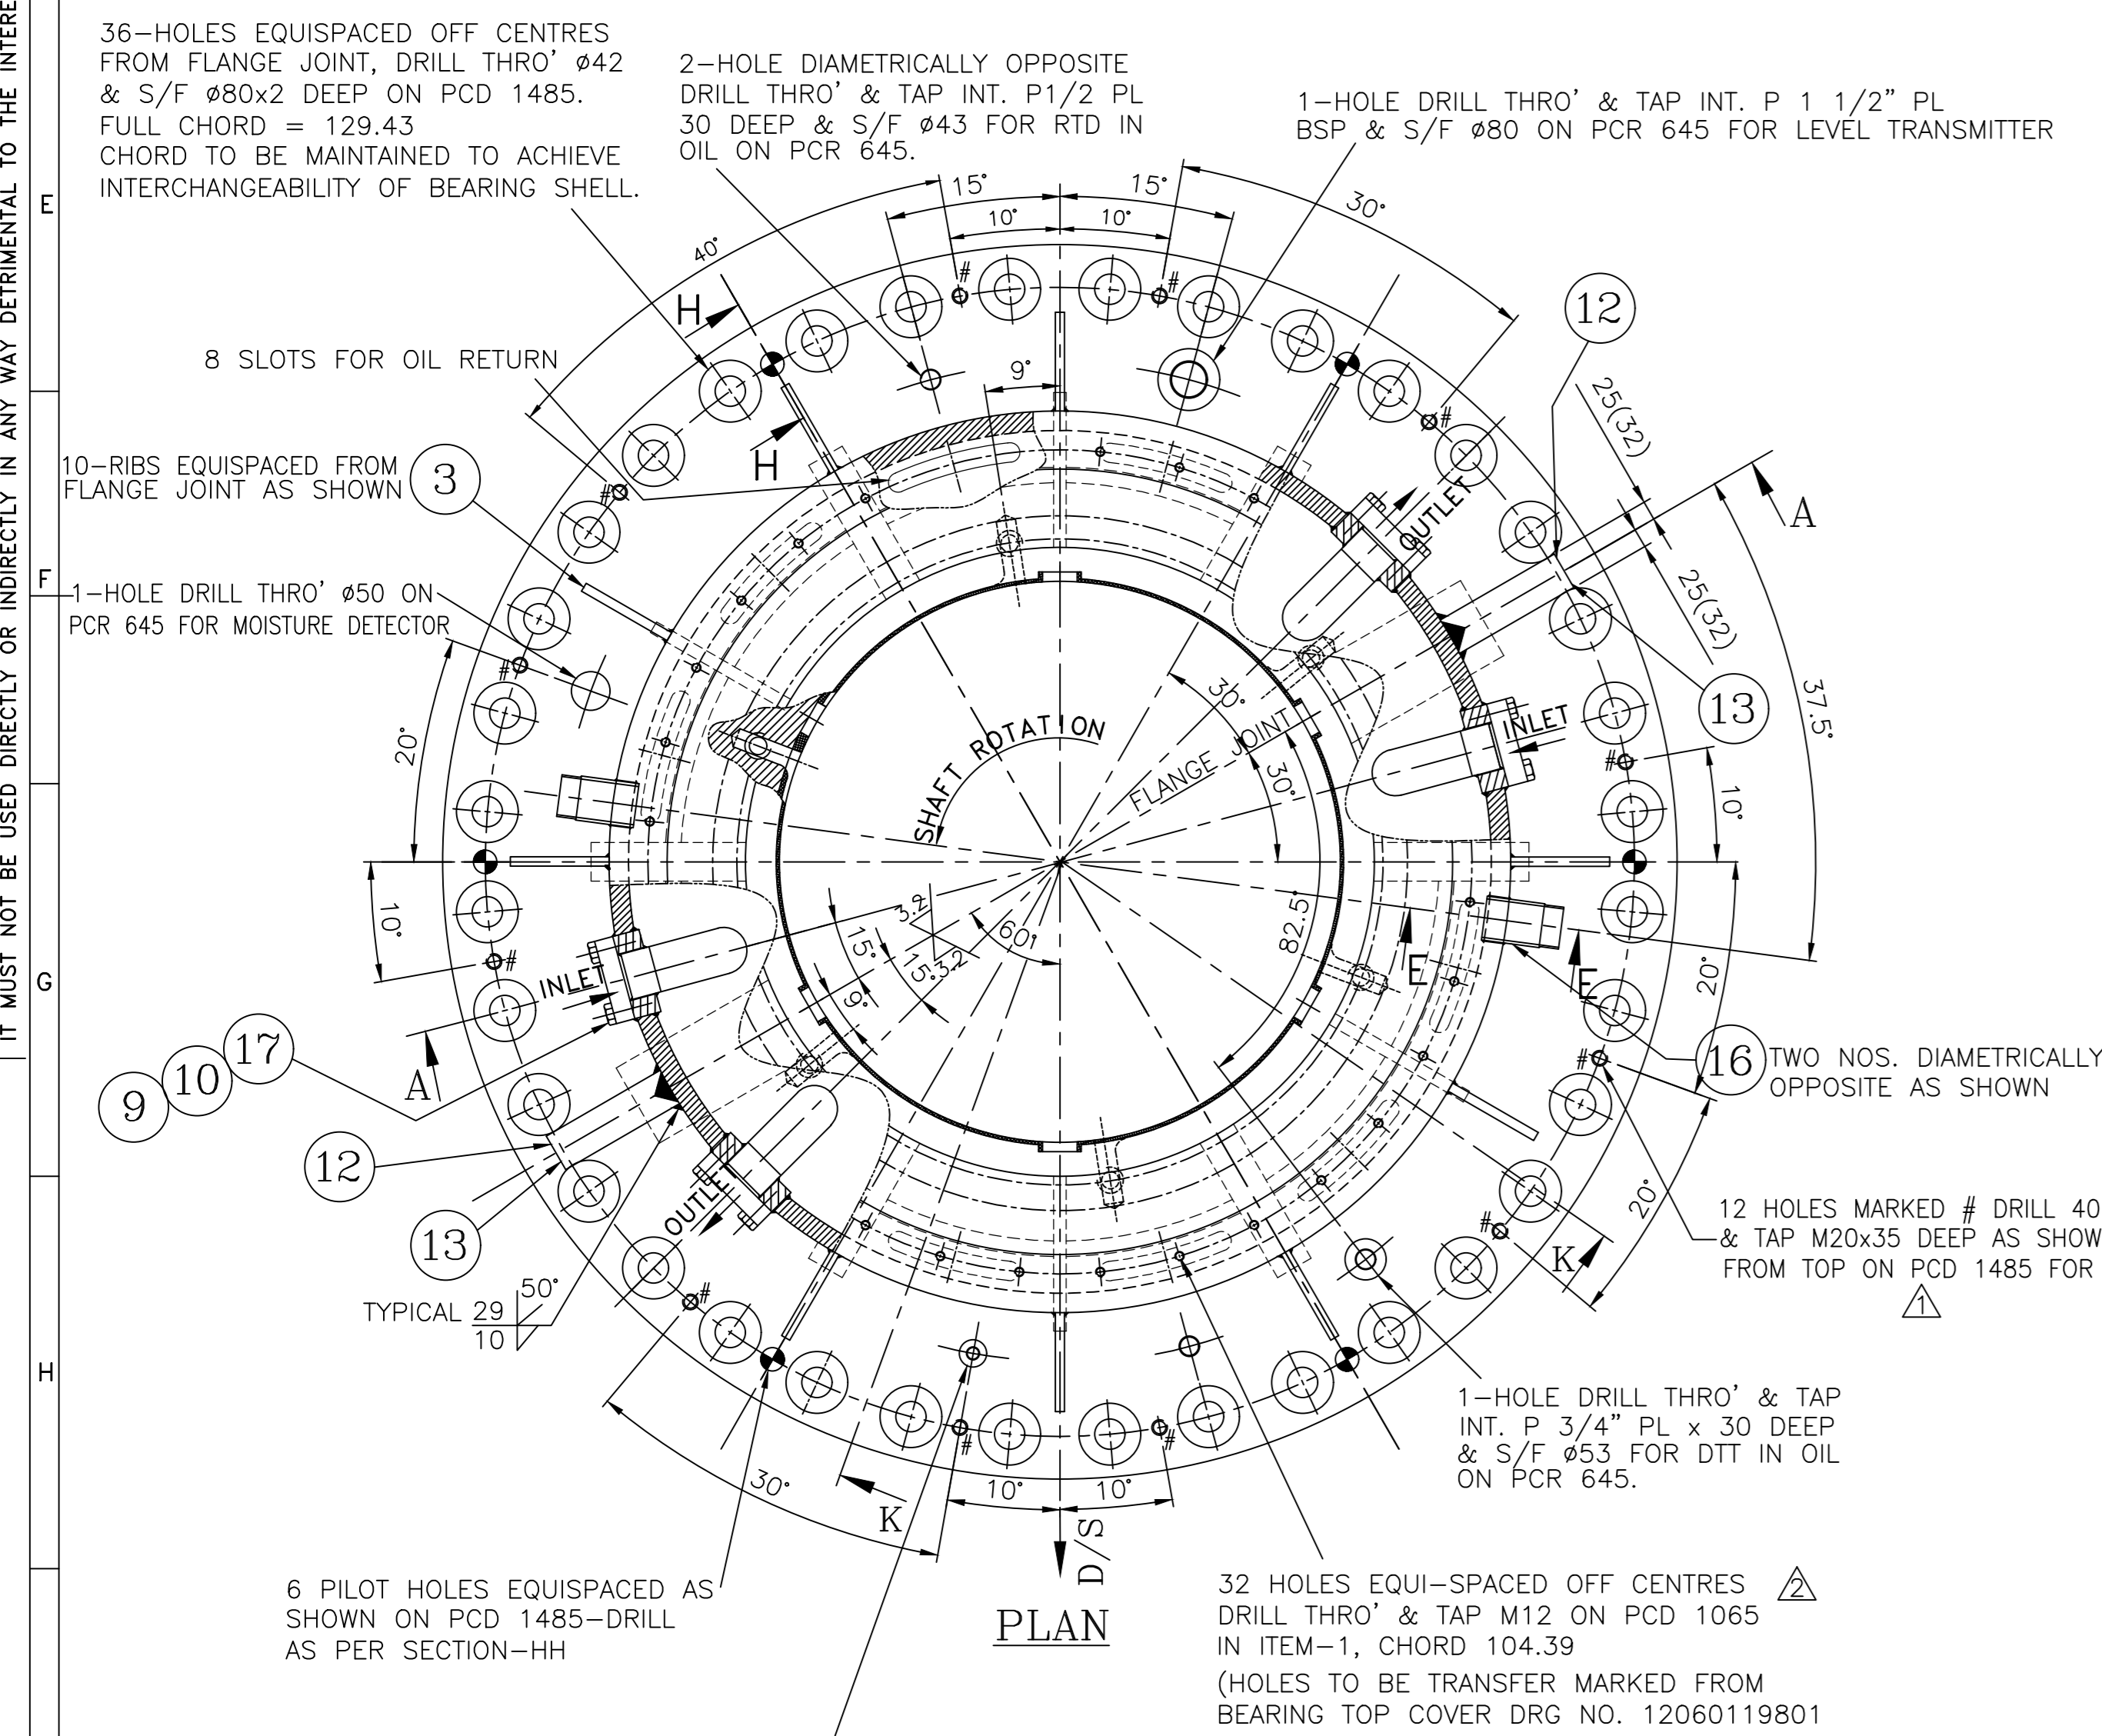 IT MUST NOT BE USED DIRECTLY OR INDIRECTLY IN ANY WAY DETRIMENTAL TO THE INTERE
E
F
G
H
36-HOLES EQUISPACED OFF CENTRES
FROM FLANGE JOINT, DRILL THRO' ø42
& S/F ø80x2 DEEP ON PCD 1485.
FULL CHORD = 129.43
CHORD TO BE MAINTAINED TO ACHIEVE
INTERCHANGEABILITY OF BEARING SHELL.
2-HOLE DIAMETRICALLY OPPOSITE
DRILL THRO' & TAP INT. P1/2 PL
30 DEEP & S/F ø43 FOR RTD IN
OIL ON PCR 645.
1-HOLE DRILL THRO' & TAP INT. P 1 1/2" PL
BSP & S/F ø80 ON PCR 645 FOR LEVEL TRANSMITTER
15°
15°
10°
10°
30°
40°
#
#
H
H
12
8 SLOTS FOR OIL RETURN
9°
#
25(32)
10-RIBS EQUISPACED FROM
FLANGE JOINT AS SHOWN
3
#
OUTLET
A
1-HOLE DRILL THRO' ø50 ON
PCR 645 FOR MOISTURE DETECTOR
25(32)
#
13
37.5°
20°
SHAFT ROTATION
30°
FLANGE JOINT
30°
INLET
#
10°
10°
3.2
15°
15°
3.2
60°
9°
82.5°
E
E
20°
#
INLET
A
17
10
9
#
16
TWO NOS. DIAMETRICALLY
OPPOSITE AS SHOWN
12
13
OUTLET
20°
#
K
12 HOLES MARKED # DRILL 40
& TAP M20x35 DEEP AS SHOW
FROM TOP ON PCD 1485 FOR
1
TYPICAL 29
10
50°
#
1-HOLE DRILL THRO' & TAP
INT. P 3/4" PL x 30 DEEP
& S/F ø53 FOR DTT IN OIL
ON PCR 645.
#
#
30°
K
10°
10°
D/S
6 PILOT HOLES EQUISPACED AS
SHOWN ON PCD 1485-DRILL
AS PER SECTION-HH
PLAN
32 HOLES EQUI-SPACED OFF CENTRES
2
DRILL THRO' & TAP M12 ON PCD 1065
IN ITEM-1, CHORD 104.39
(HOLES TO BE TRANSFER MARKED FROM
BEARING TOP COVER DRG NO. 12060119801